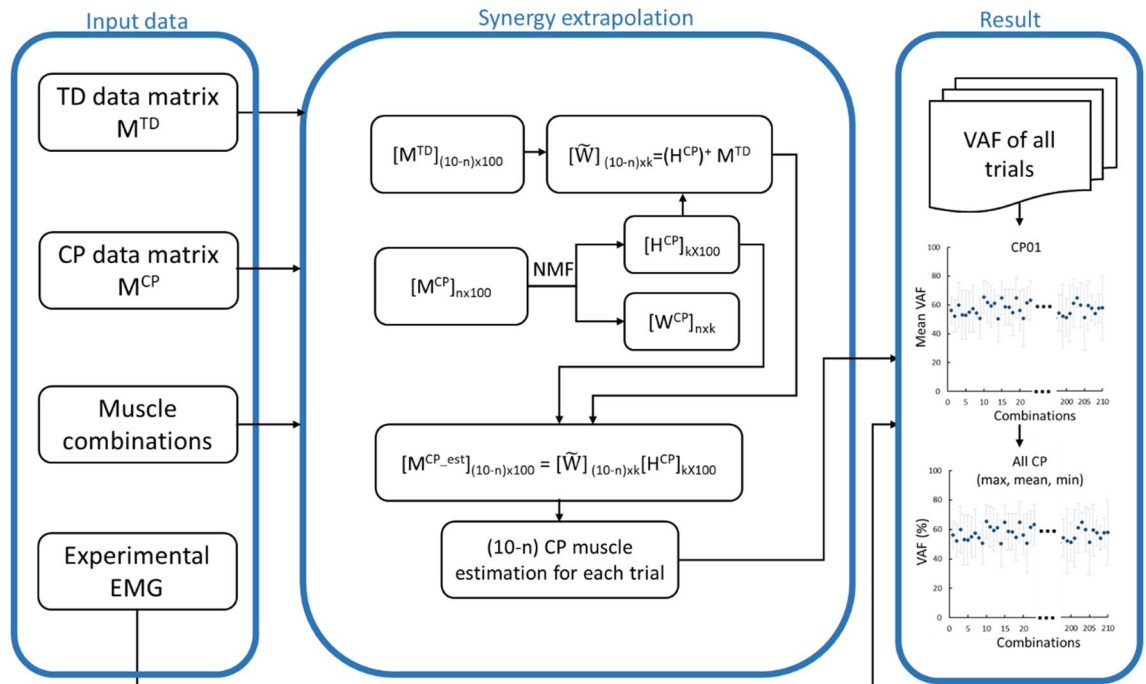 Input data
TD data matrix
M^TD
CP data matrix
M^CP
Muscle
combinations
Experimental
EMG
Synergy extrapolation
[M^TD]_(10-n)x100
[W̃]_(10-n)xk=(H^CP)^+ M^TD
[M^CP]_nx100
NMF
[H^CP]_kX100
[W^CP]_nxk
[M^CP_est]_(10-n)x100 = [W̃]_(10-n)xk[H^CP]_kX100
(10-n) CP muscle
estimation for each trial
Result
VAF of all
trials
CP01
Mean VAF
100
80
60
40
20
0
0 5 10 15 20 ... 200 205 210
Combinations
All CP
(max, mean, min)
VAF (%)
100
80
60
40
20
0
0 5 10 15 20 ... 200 205 210
Combinations